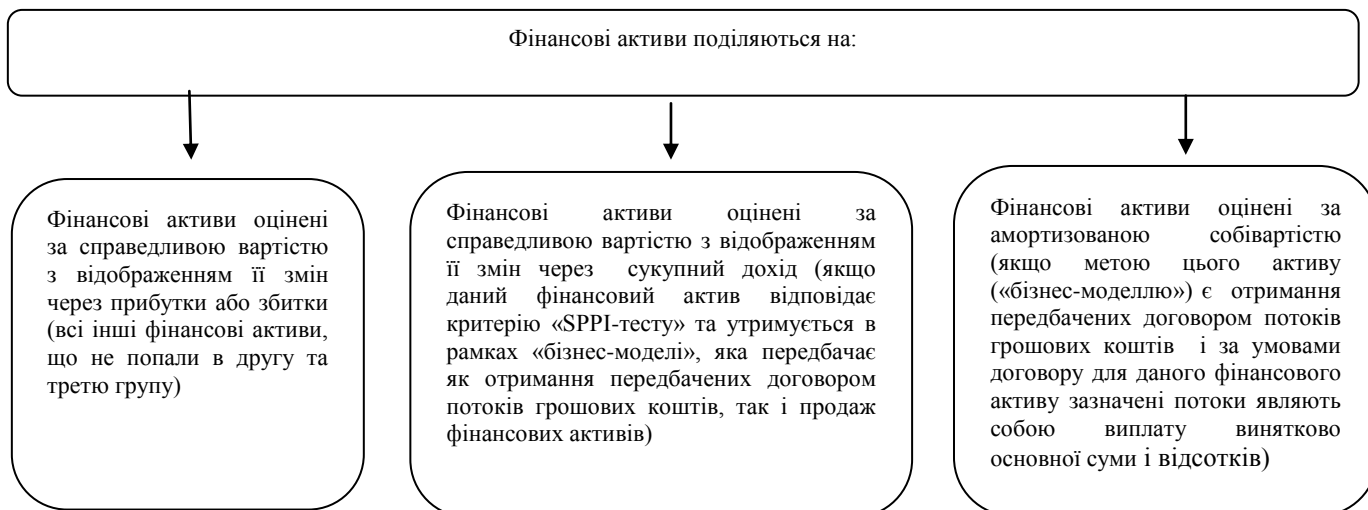 Фінансові активи поділяються на:
Фінансові активи оцінені
за справедливою вартістю
з відображенням її змін
через прибутки або збитки
(всі інші фінансові активи,
що не попали в другу та
третю групу)
Фінансові активи оцінені за
справедливою вартістю з відображенням
її змін через сукупний дохід (якщо
даний фінансовий актив відповідає
критерію «SPPI-тесту» та утримується в
рамках «бізнес-моделі», яка передбачає
як отримання передбачених договором
потоків грошових коштів, так і продаж
фінансових активів)
Фінансові активи оцінені за
амортизованою собівартістю
(якщо метою цього активу
(«бізнес-моделлю») є отримання
передбачених договором потоків
грошових коштів і за умовами
договору для даного фінансового
активу зазначені потоки являють
собою виплату винятково
основної суми і відсотків)